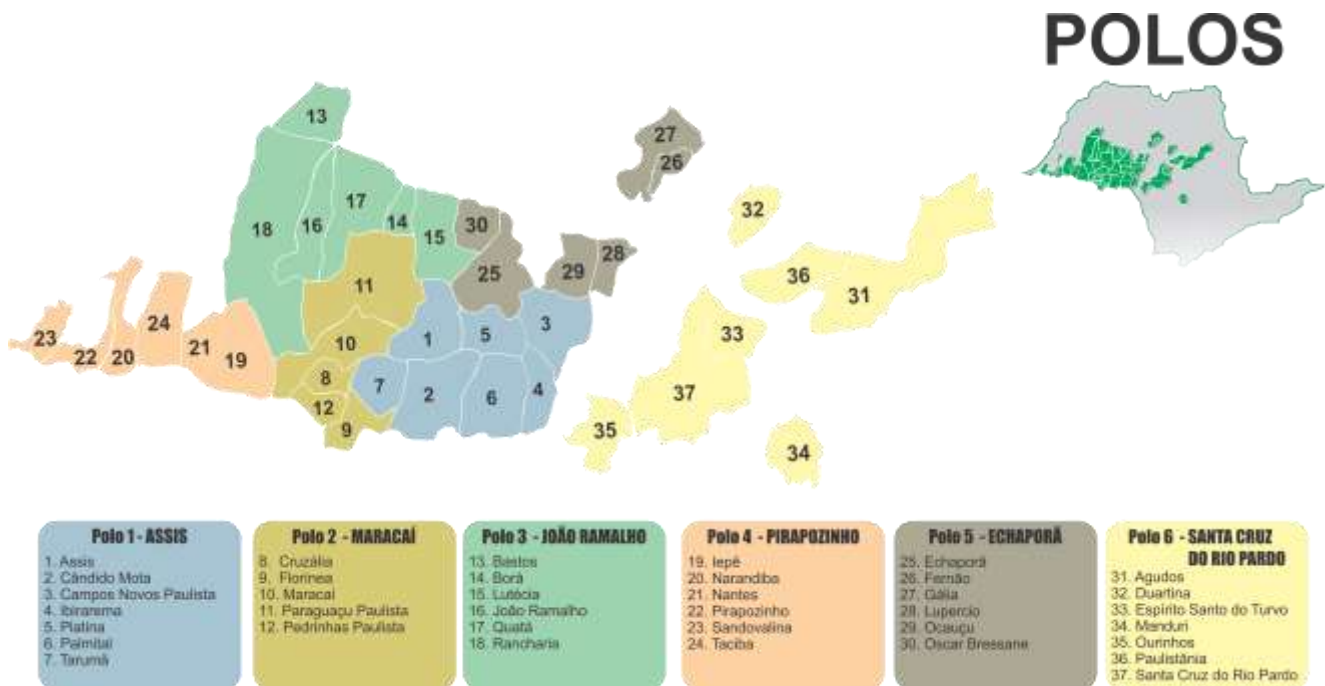 POLOS
13
27
26
17
32
18
16
14
15
30
28
29
25
36
31
11
24
3
33
23
1
5
10
22
20
21
19
8
7
2
6
4
37
12
9
35
34
Polo 1 - ASSIS
1. Assis
2. Cândido Mota
3. Campos Novos Paulista
4. Ibirarema
5. Platina
6. Palmital
7. Tarumã
Polo 2 - MARACAÍ
8. Cruzália
9. Florínea
10. Maracaí
11. Paraguaçu Paulista
12. Pedrinhas Paulista
Polo 3 - JOÃO RAMALHO
13. Bastos
14. Borá
15. Lutécia
16. João Ramalho
17. Quatá
18. Rancharia
Polo 4 - PIRAPOZINHO
19. Iepê
20. Narandiba
21. Nantes
22. Pirapozinho
23. Sandovalina
24. Taciba
Polo 5 - ECHAPORÃ
25. Echaporã
26. Fernão
27. Gália
28. Lupercio
29. Ocauçu
30. Oscar Bressane
Polo 6 - SANTA CRUZ
DO RIO PARDO
31. Agudos
32. Duartina
33. Espírito Santo do Turvo
34. Manduri
35. Ourinhos
36. Paulistânia
37. Santa Cruz do Rio Pardo